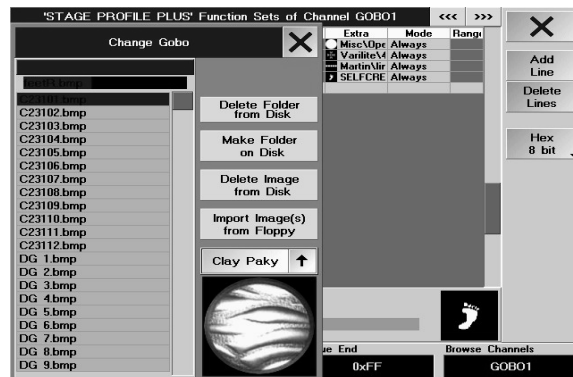 'STAGE PROFILE PLUS' Function Sets of Channel GOBO1
<<< >>>
Change Gobo
Extra Mode
Misc\Ope Always
Varilite\4 Always
Always
SELFCRE Always
Add
Line
Delete
Lines
Hex
8 bit
C23101.bmp
C23102.bmp
C23103.bmp
C23104.bmp
C23105.bmp
C23106.bmp
C23107.bmp
C23108.bmp
C23109.bmp
C23110.bmp
C23111.bmp
C23112.bmp
DG 1.bmp
DG 2.bmp
DG 3.bmp
DG 4.bmp
DG 5.bmp
DG 6.bmp
DG 7.bmp
DG 8.bmp
DG 9.bmp
Delete Folder
from Disk
Make Folder
on Disk
Delete Image
from Disk
Import Image(s)
from Floppy
Clay Paky
End
0xFF
Browse Channels
GOBO1